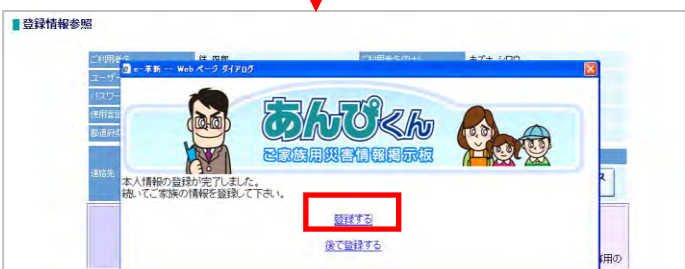 登録情報参照
e-革新 -- Web ページ ダイアログ
あんぴくん
ご家族用災害情報掲示板
連絡先
本人情報の登録が完了しました。
続いてご家族の情報を登録して下さい。
登録する
後で登録する